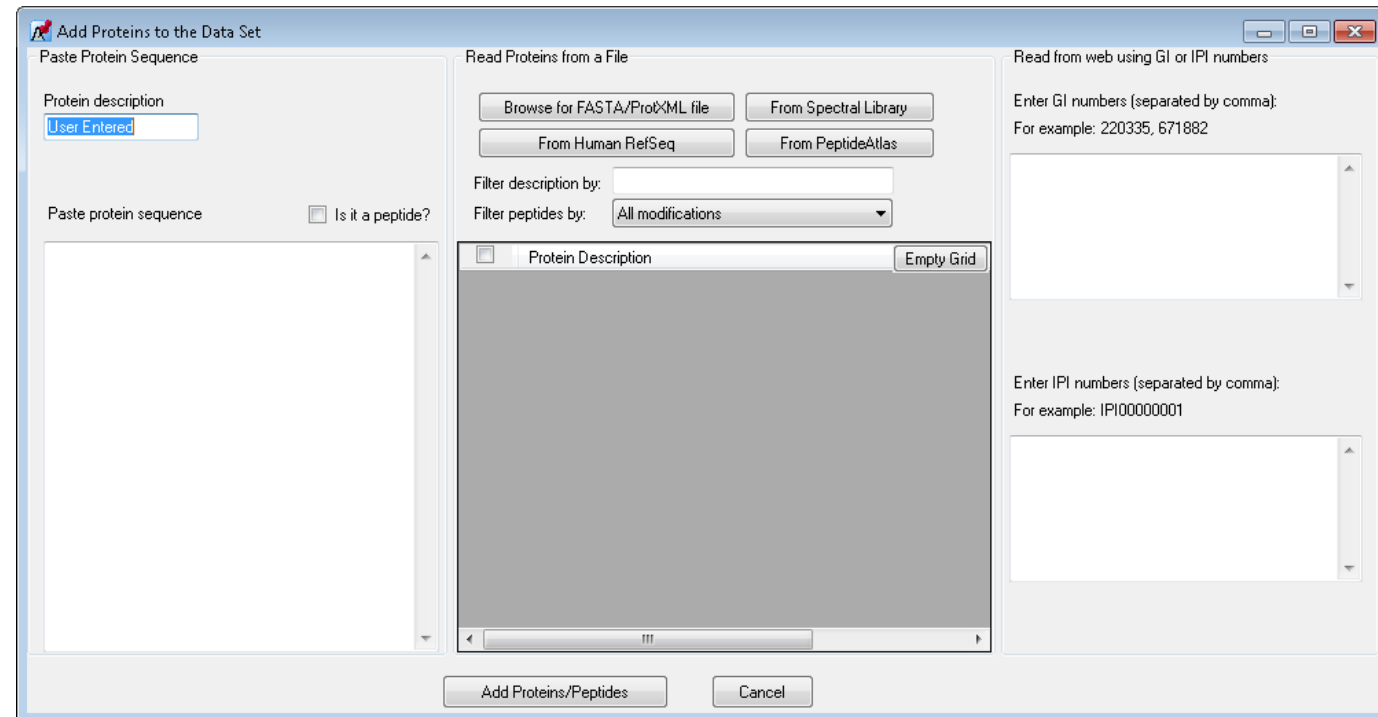 Add Proteins to the Data Set
Paste Protein Sequence
Protein description
User Entered
Paste protein sequence
Is it a peptide?
Read Proteins from a File
Browse for FASTA/ProtXML file
From Spectral Library
From Human RefSeq
From PeptideAtlas
Filter description by:
Filter peptides by:
All modifications
Protein Description
Empty Grid
Read from web using GI or IPI numbers
Enter GI numbers (separated by comma):
For example: 220335, 671882
Enter IPI numbers (separated by comma):
For example: IPI00000001
Add Proteins/Peptides
Cancel